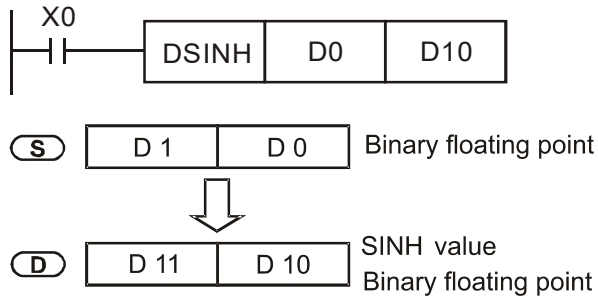 X0
DSINH D0 D10
S D 1 D 0 Binary floating point
D D 11 D 10 SINH value
Binary floating point